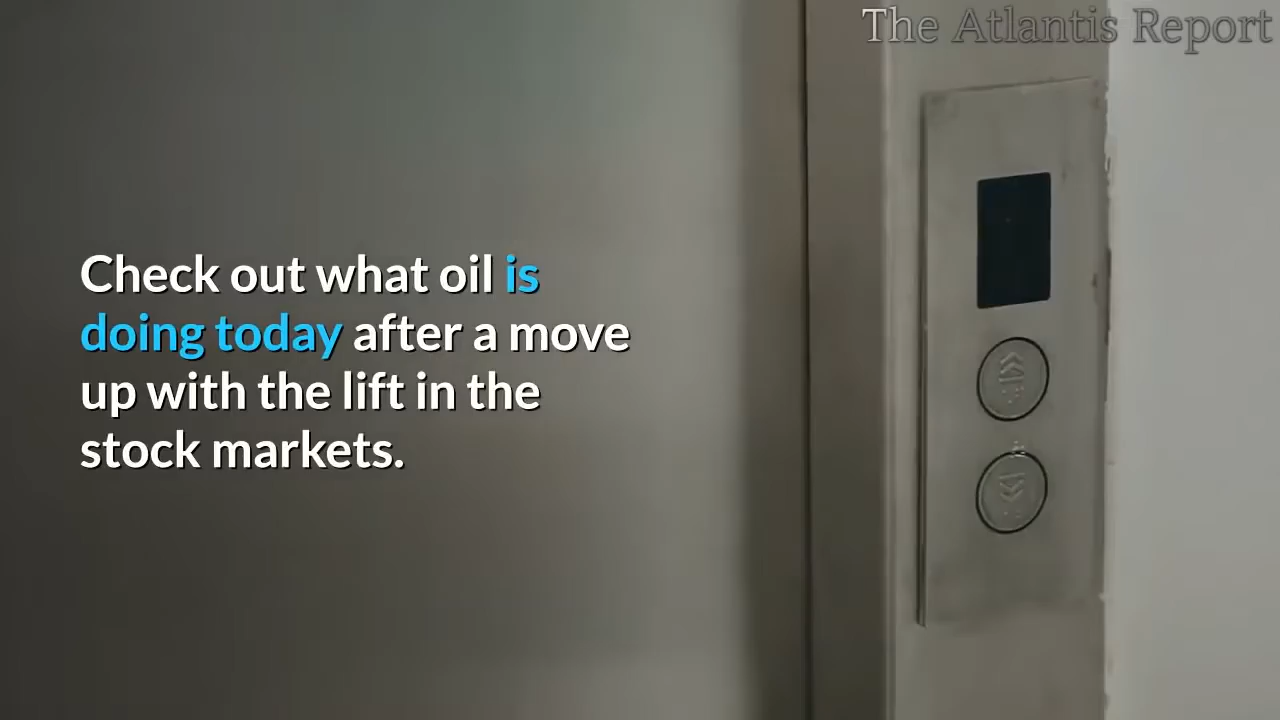 The Atlantis Report
Check out what oil is
doing today after a move
up with the lift in the
stock markets.